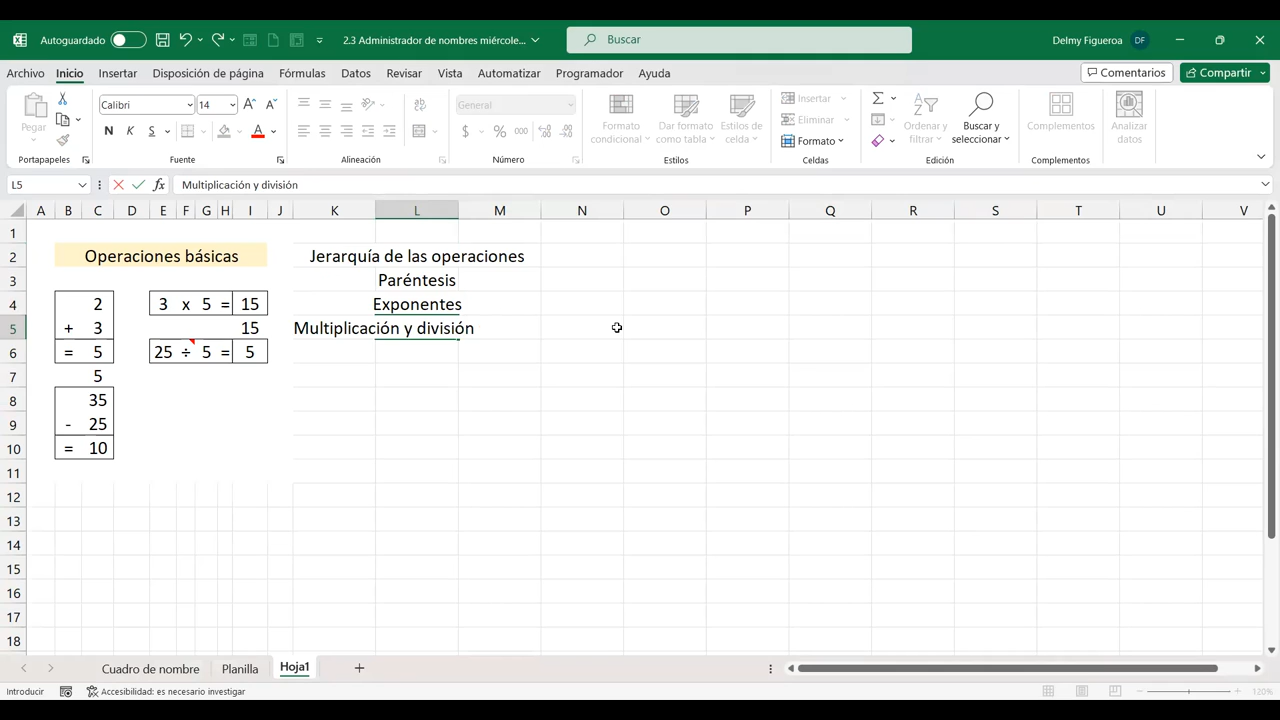 Autoguardado
2.3 Administrador de nombres miércole...
Buscar
Delmy Figueroa
DF
Archivo Inicio Insertar Disposición de página Fórmulas Datos Revisar Vista Automatizar Programador Ayuda
Comentarios
Compartir
Pegar
Portapapeles
Calibri
14
N K S
A
Fuente
Alineación
General
$ % 000
Número
Formato condicional
Dar formato como tabla
Estilos de celda
Estilos
Insertar
Eliminar
Formato
Celdas
Ordenar y filtrar
Buscar y seleccionar
Edición
Complementos
Complementos
Analizar datos
L5
fx
Multiplicación y división
A B C D E F G H I J K L M N O P Q R S T U V
1
2 Operaciones básicas Jerarquía de las operaciones
3 Paréntesis
4 2 3 x 5 = 15 Exponentes
5 + 3 15 Multiplicación y división
6 = 5 25 ÷ 5 = 5
7 5
8 35
9 - 25
10 = 10
11
12
13
14
15
16
17
18
Cuadro de nombre Planilla Hoja1
Introducir
Accesibilidad: es necesario investigar
120%